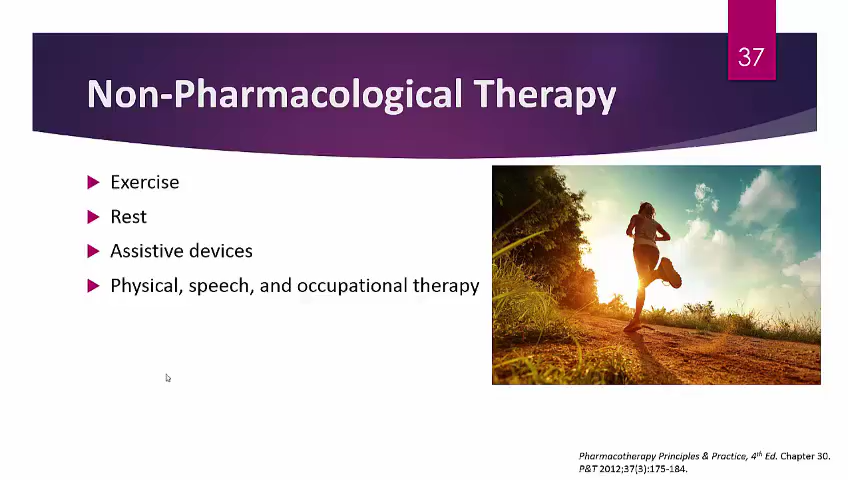 37
Non-Pharmacological Therapy
Exercise
Rest
Assistive devices
Physical, speech, and occupational therapy
Pharmacotherapy Principles & Practice, 4th Ed. Chapter 30.
P&T 2012;37(3):175-184.